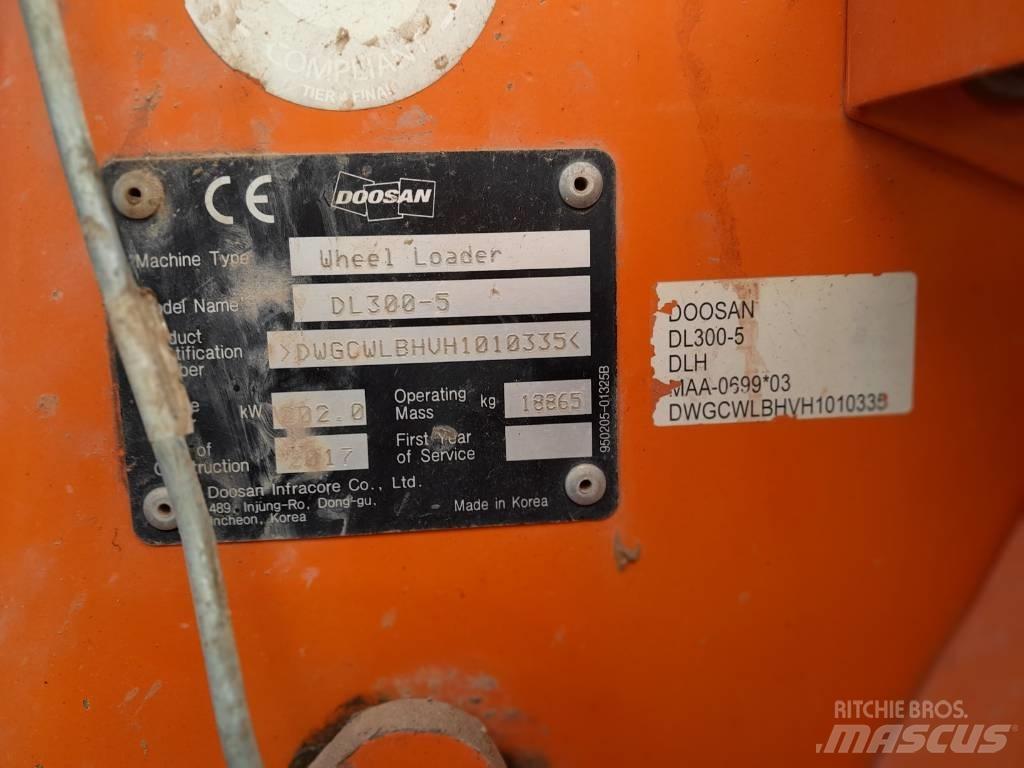 COMPLIANT
TIER 4 FINAL
CE DOOSAN
Machine Type Wheel Loader
Name DL300-5
>DWGCWLBHVH1010335<
kW 202.0 Operating Mass kg 18865
of 2017 First Year of Service
Doosan Infracore Co., Ltd.
489, Injung-Ro, Dong-gu,
Incheon, Korea Made in Korea
950205-01325B
DOOSAN
DL300-5
DLH
MAA-0699*03
DWGCWLBHVH1010335
RITCHIE BROS.
MASCUS